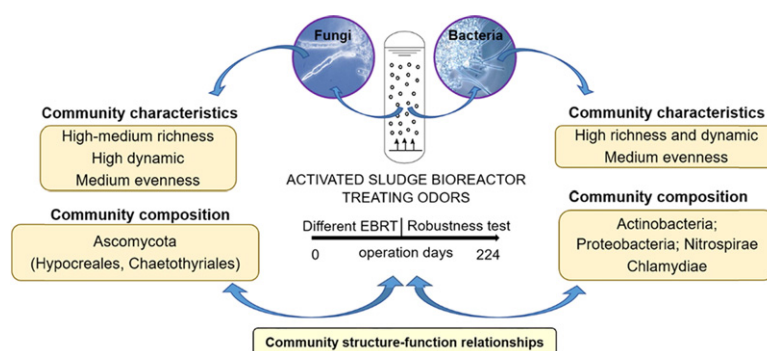 Fungi
Bacteria
Community characteristics
High-medium richness
High dynamic
Medium evenness
Community characteristics
High richness and dynamic
Medium evenness
ACTIVATED SLUDGE BIOREACTOR
TREATING ODORS
Community composition
Ascomycota
(Hypocreales, Chaetothyriales)
Different EBRT Robustness test
0 operation days 224
Community composition
Actinobacteria;
Proteobacteria; Nitrospirae
Chlamydiae
Community structure-function relationships